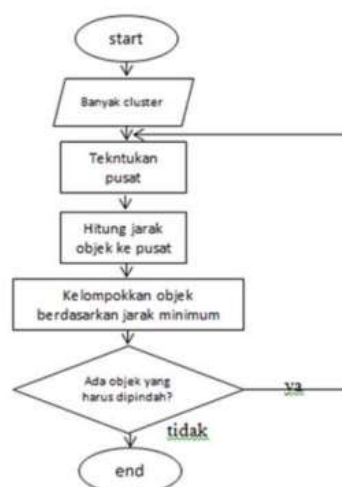 start
Banyak cluster
Tekntukan
pusat
Hitung jarak
objek ke pusat
Kelompokkan objek
berdasarkan jarak minimum
Ada objek yang
harus dipindah?
ya
tidak
end